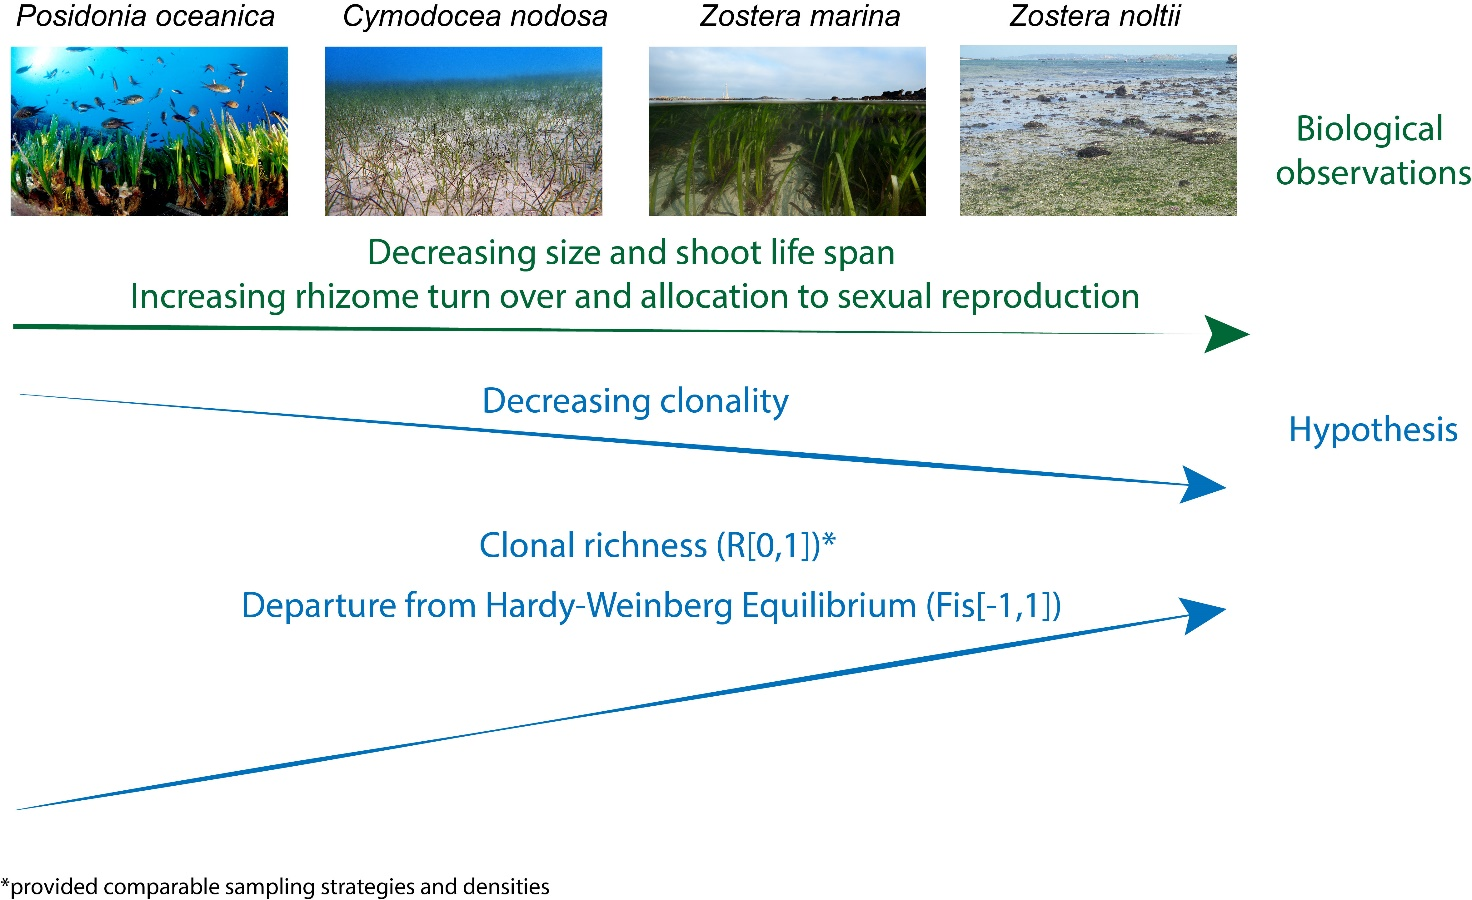 Posidonia oceanica
Cymodocea nodosa
Zostera marina
Zostera noltii
Biological
observations
Decreasing size and shoot life span
Increasing rhizome turn over and allocation to sexual reproduction
Decreasing clonality
Hypothesis
Clonal richness (R[0,1])*
Departure from Hardy-Weinberg Equilibrium (Fis[-1,1])
*provided comparable sampling strategies and densities